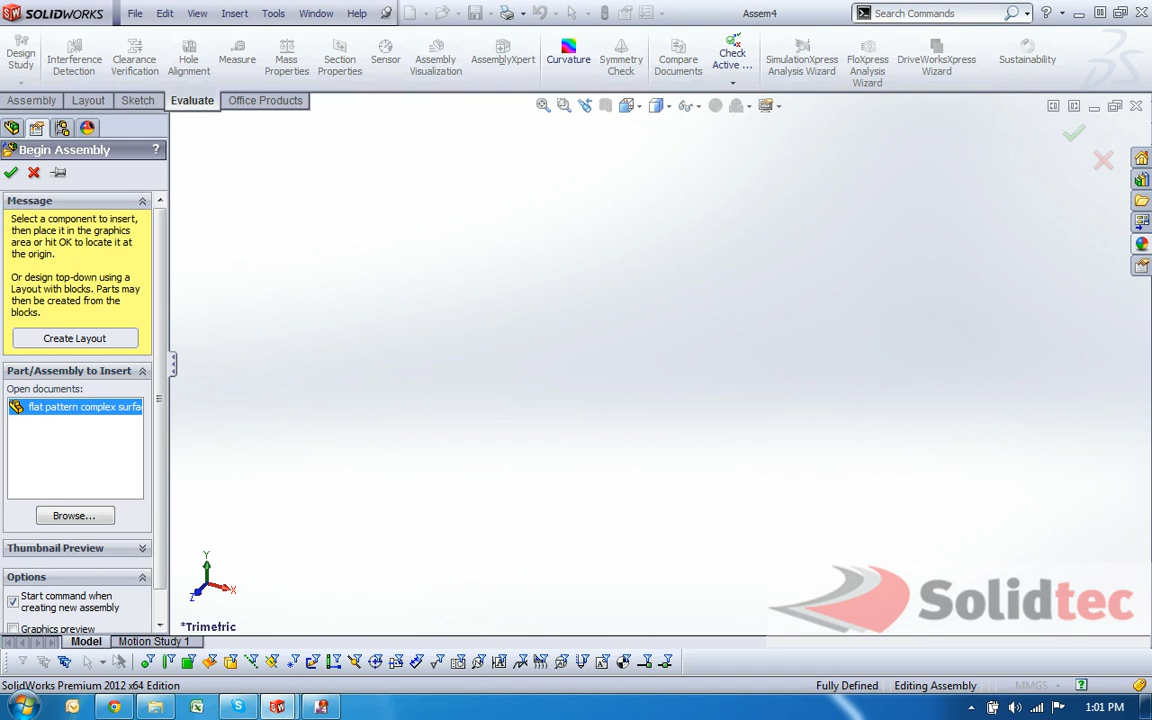 SOLIDWORKS File Edit View Insert Tools Window Help Assem4 Search Commands
Design Study
Interference Detection
Clearance Verification
Hole Alignment
Measure
Mass Properties
Section Properties
Sensor
Assembly Visualization
AssemblyXpert
Curvature
Symmetry Check
Compare Documents
Check Active ...
SimulationXpress Analysis Wizard
FloXpress Analysis Wizard
DriveWorksXpress Wizard
Sustainability
Assembly Layout Sketch Evaluate Office Products
Begin Assembly ?
Message
Select a component to insert,
then place it in the graphics
area or hit OK to locate it at
the origin.
Or design top-down using a
Layout with blocks. Parts may
then be created from the
blocks.
Create Layout
Part/Assembly to Insert
Open documents:
flat pattern complex surfa
Browse...
Thumbnail Preview
Options
Start command when
creating new assembly
Graphics preview
Y
X
Z
*Trimetric
Solidtec
Model Motion Study 1
SolidWorks Premium 2012 x64 Edition Fully Defined Editing Assembly MMGS
1:01 PM